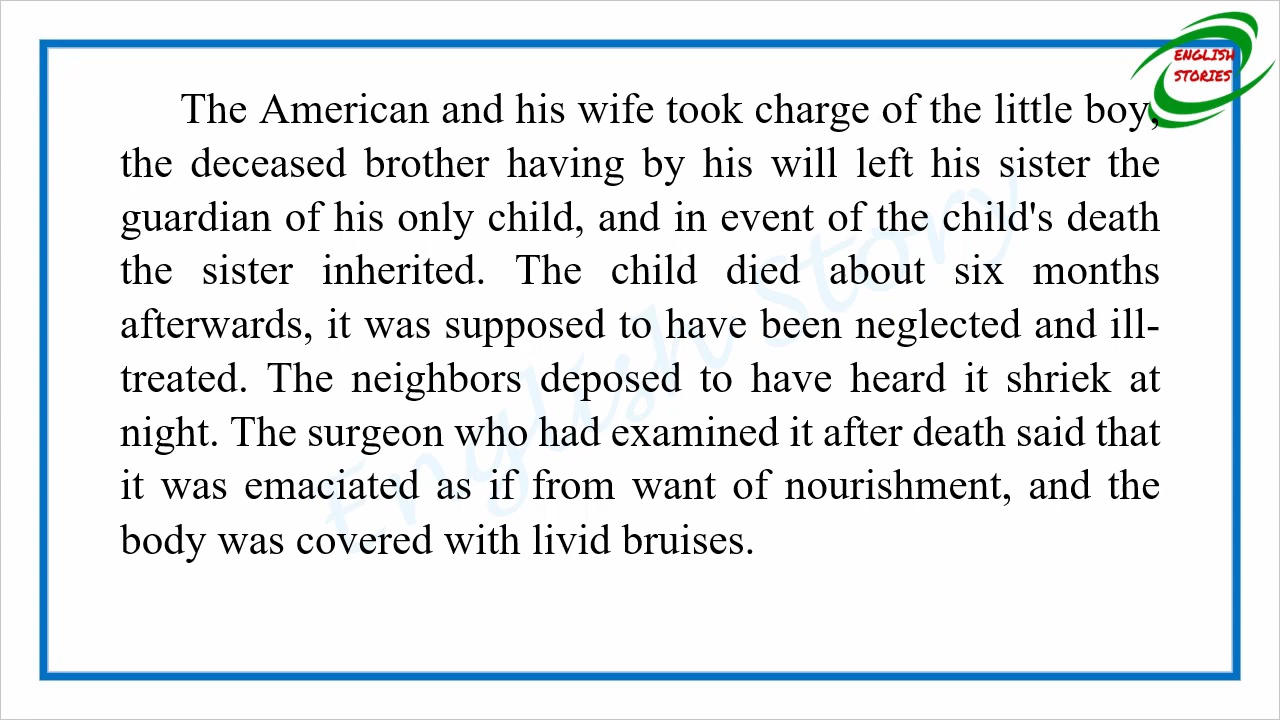 ENGLISH
STORIES
The American and his wife took charge of the little boy,
the deceased brother having by his will left his sister the
guardian of his only child, and in event of the child's death
the sister inherited. The child died about six months
afterwards, it was supposed to have been neglected and ill-
treated. The neighbors deposed to have heard it shriek at
night. The surgeon who had examined it after death said that
it was emaciated as if from want of nourishment, and the
body was covered with livid bruises.
English Story